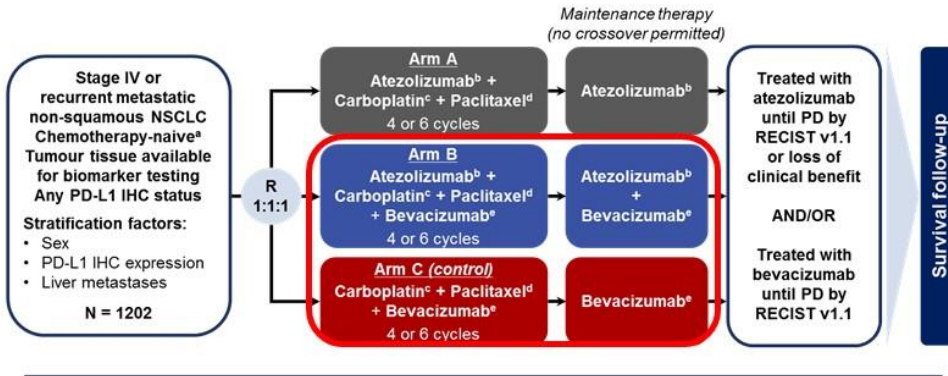 Maintenance therapy
(no crossover permitted)
Stage IV or
recurrent metastatic
non-squamous NSCLC
Chemotherapy-naiveᵃ
Tumour tissue available
for biomarker testing
Any PD-L1 IHC status
Stratification factors:
• Sex
• PD-L1 IHC expression
• Liver metastases
N = 1202
R
1:1:1
Arm A
Atezolizumabᵇ +
Carboplatinᶜ + Paclitaxelᵈ
4 or 6 cycles
Atezolizumabᵇ
Arm B
Atezolizumabᵇ +
Carboplatinᶜ + Paclitaxelᵈ
+ Bevacizumabᵉ
4 or 6 cycles
Atezolizumabᵇ
+
Bevacizumabᵉ
Arm C (control)
Carboplatinᶜ + Paclitaxelᵈ
+ Bevacizumabᵉ
4 or 6 cycles
Bevacizumabᵉ
Treated with
atezolizumab
until PD by
RECIST v1.1
or loss of
clinical benefit
AND/OR
Treated with
bevacizumab
until PD by
RECIST v1.1
Survival follow-up